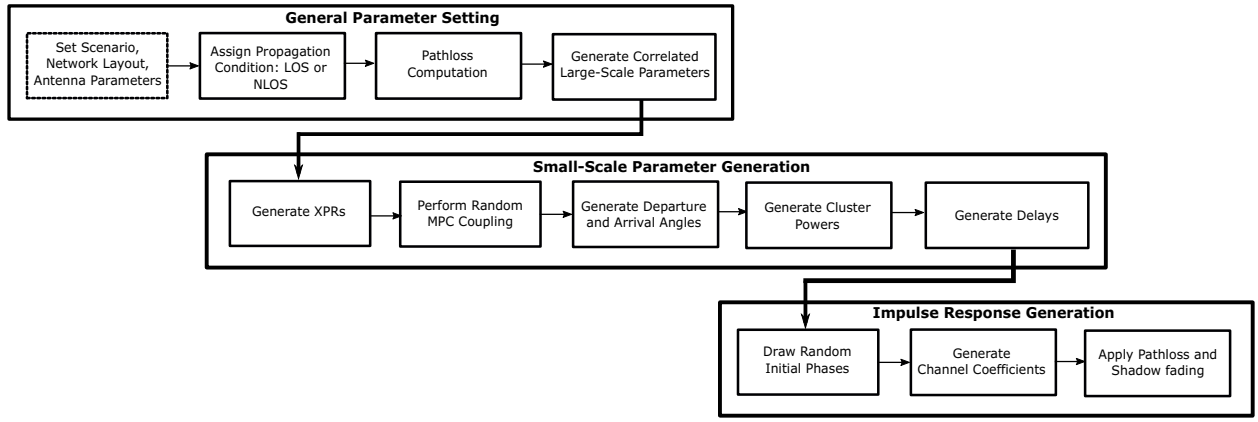 General Parameter Setting
Set Scenario,
Network Layout,
Antenna Parameters
Assign Propagation
Condition: LOS or
NLOS
Pathloss
Computation
Generate Correlated
Large-Scale Parameters
Small-Scale Parameter Generation
Generate XPRs
Perform Random
MPC Coupling
Generate Departure
and Arrival Angles
Generate Cluster
Powers
Generate Delays
Impulse Response Generation
Draw Random
Initial Phases
Generate
Channel Coefficients
Apply Pathloss and
Shadow fading